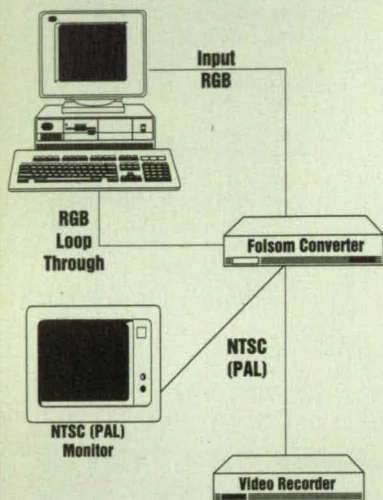 Input
RGB
RGB
Loop
Through
Folsom Converter
NTSC
(PAL)
NTSC (PAL)
Monitor
Video Recorder